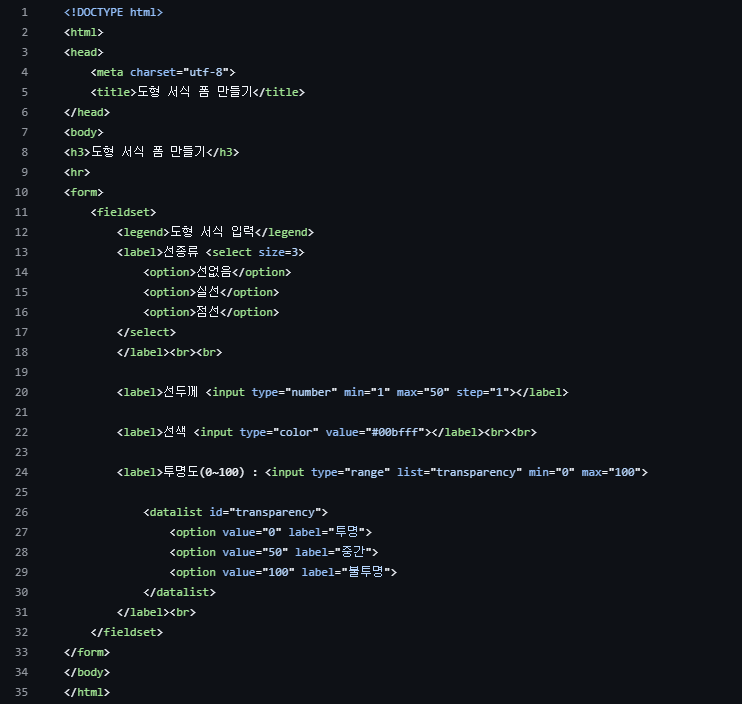 1 <!DOCTYPE html>
2 <html>
3 <head>
4 <meta charset="utf-8">
5 <title>도형 서식 폼 만들기</title>
6 </head>
7 <body>
8 <h3>도형 서식 폼 만들기</h3>
9 <hr>
10 <form>
11 <fieldset>
12 <legend>도형 서식 입력</legend>
13 <label>선종류 <select size=3>
14 <option>선없음</option>
15 <option>실선</option>
16 <option>점선</option>
17 </select>
18 </label><br><br>
19
20 <label>선두께 <input type="number" min="1" max="50" step="1"></label>
21
22 <label>선색 <input type="color" value="#00bfff"></label><br><br>
23
24 <label>투명도(0~100) : <input type="range" list="transparency" min="0" max="100">
25
26 <datalist id="transparency">
27 <option value="0" label="투명">
28 <option value="50" label="중간">
29 <option value="100" label="불투명">
30 </datalist>
31 </label><br>
32 </fieldset>
33 </form>
34 </body>
35 </html>